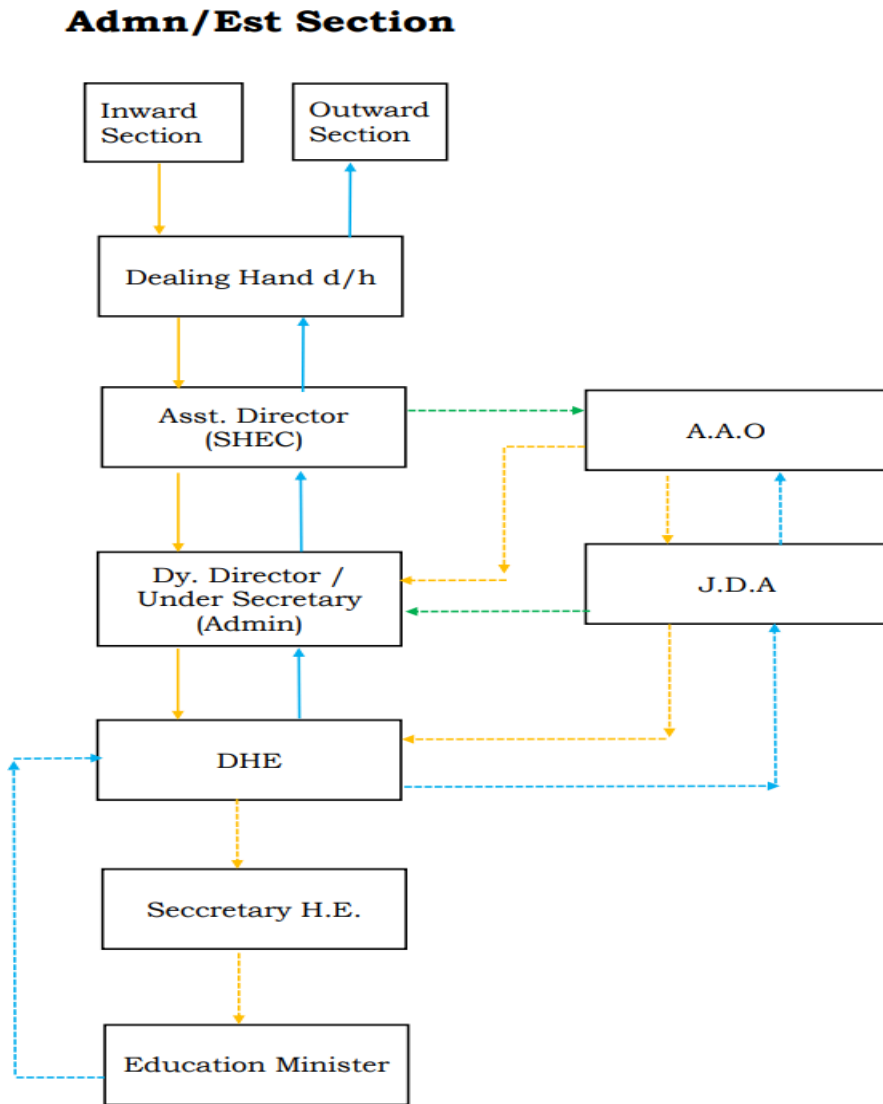 Admn/Est Section
Inward
Section
Outward
Section
Dealing Hand d/h
Asst. Director
(SHEC)
A.A.O
Dy. Director /
Under Secretary
(Admin)
J.D.A
DHE
Seccretary H.E.
Education Minister